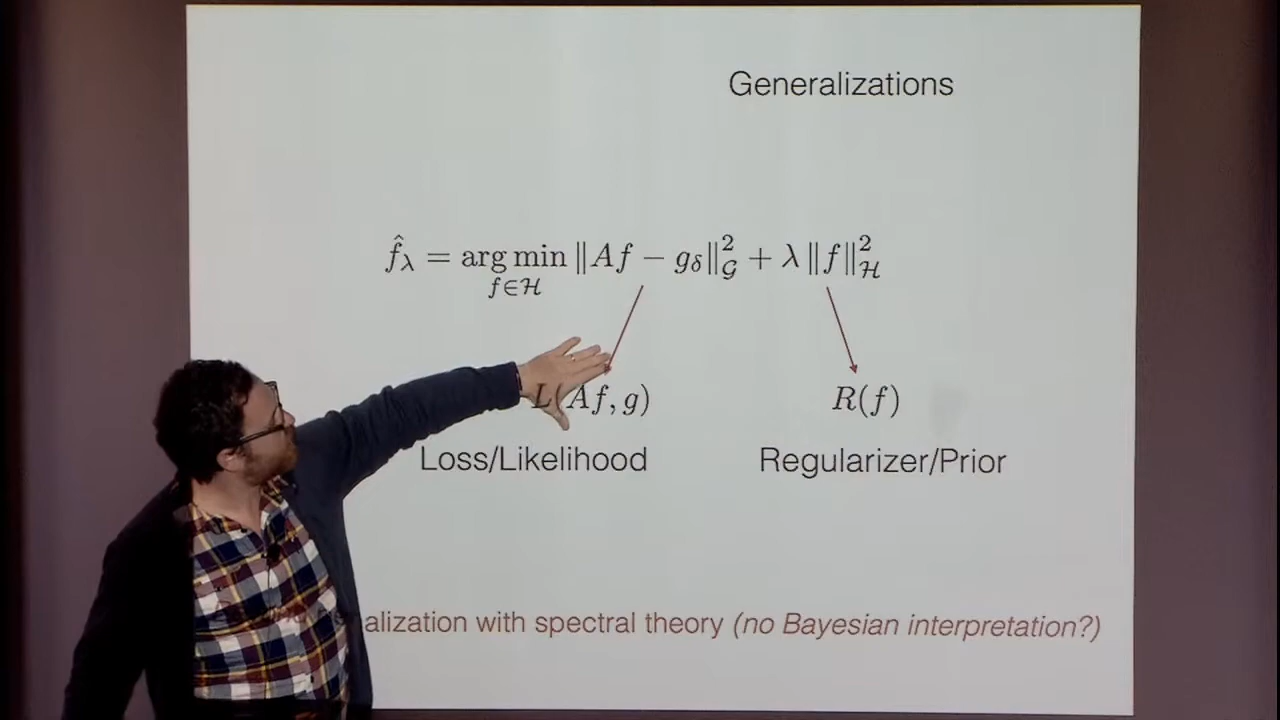 Generalizations
f̂_λ = arg min_{f∈ℋ} ‖Af − g_δ‖²_𝒢 + λ‖f‖²_ℋ
L(Af, g) R(f)
Loss/Likelihood Regularizer/Prior
alization with spectral theory (no Bayesian interpretation?)